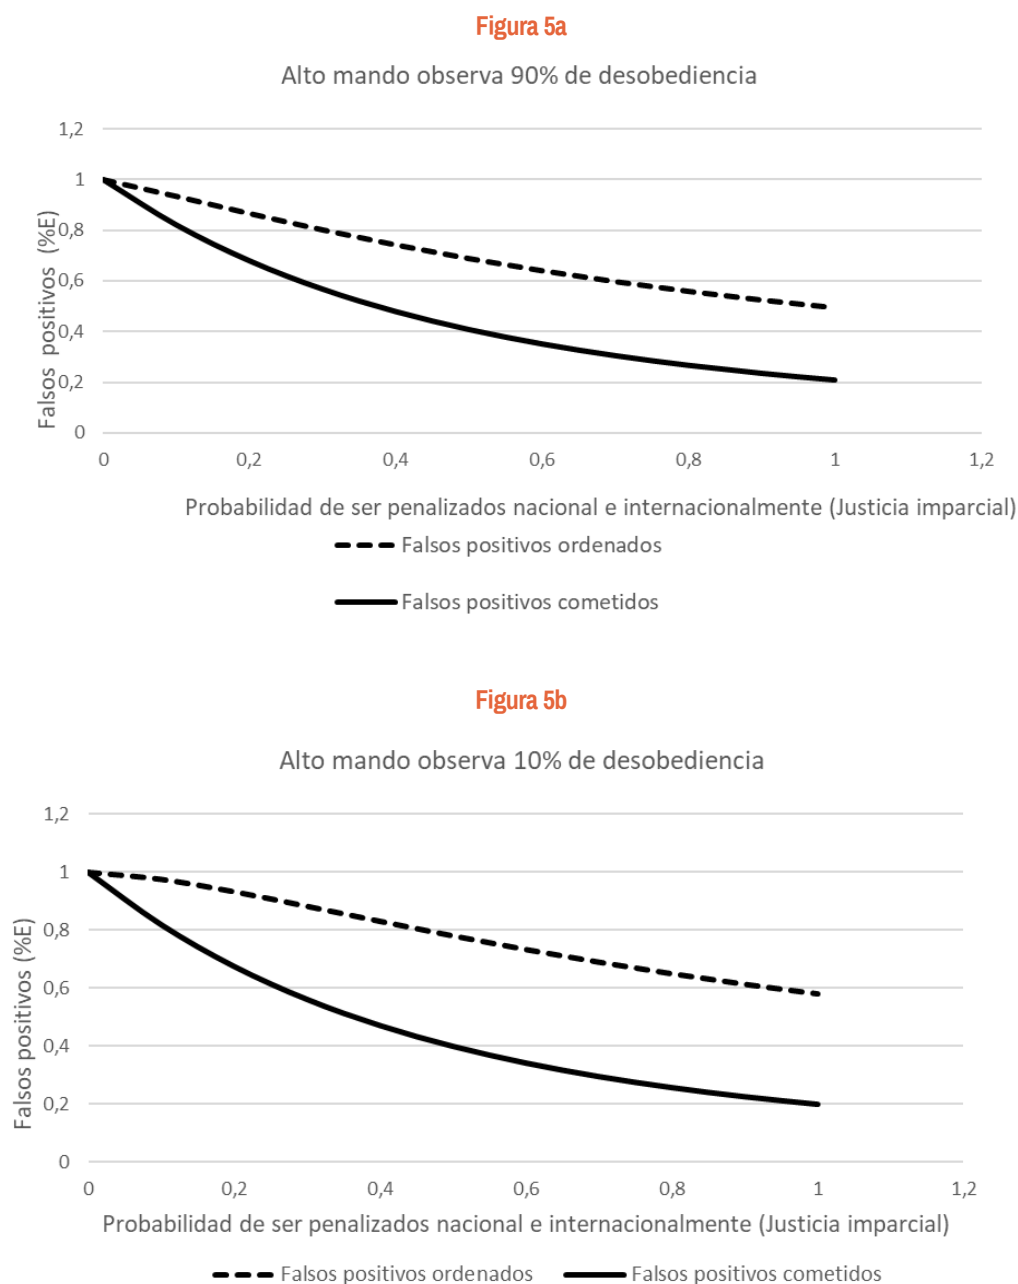 Figura 5a
Alto mando observa 90% de desobediencia
1,2
1
0,8
0,6
0,4
0,2
0
Falsos positivos (%E)
0 0,2 0,4 0,6 0,8 1 1,2
Probabilidad de ser penalizados nacional e internacionalmente (Justicia imparcial)
Falsos positivos ordenados
Falsos positivos cometidos
Figura 5b
Alto mando observa 10% de desobediencia
1,2
1
0,8
0,6
0,4
0,2
0
Falsos positivos (%E)
0 0,2 0,4 0,6 0,8 1 1,2
Probabilidad de ser penalizados nacional e internacionalmente (Justicia imparcial)
Falsos positivos ordenados Falsos positivos cometidos